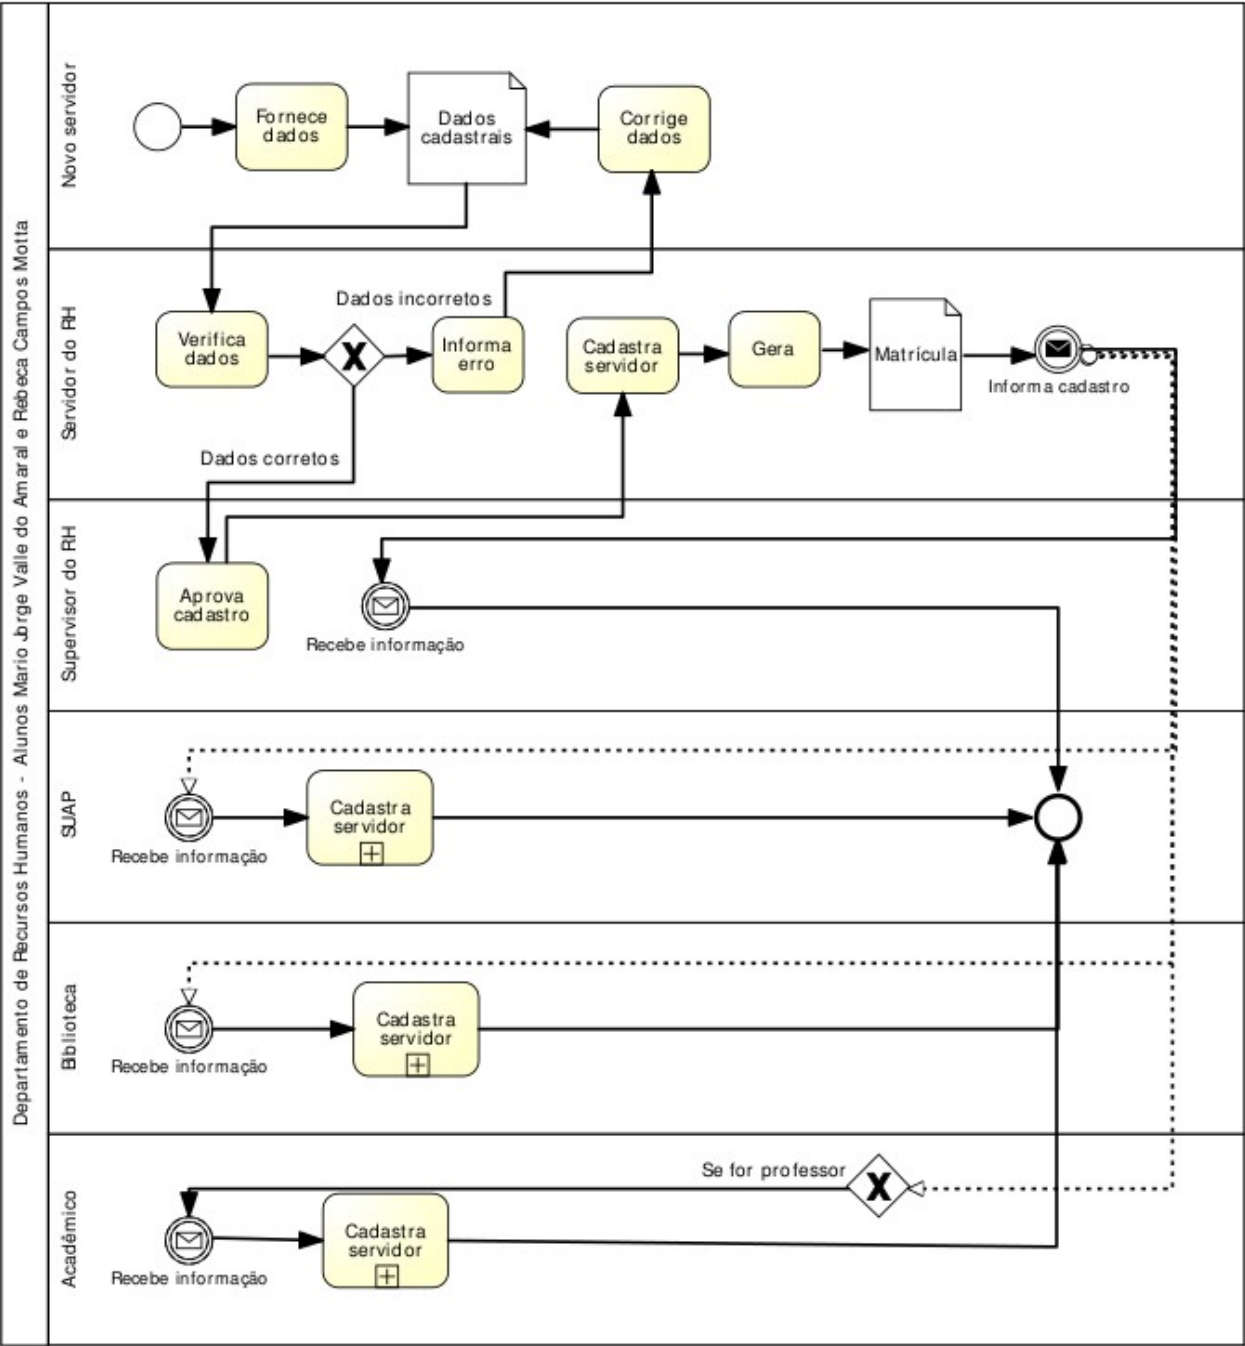 Departamento de Recursos Humanos - Alunos Mario Jorge Valle do Amaral e Rebeca Campos Motta
Novo servidor
Fornece
dados
Dados
cadastrais
Corrige
dados
Servidor do RH
Verifica
dados
Dados incorretos
Informa
erro
Cadastra
servidor
Gera
Matrícula
Informa cadastro
Dados corretos
Supervisor do RH
Aprova
cadastro
Recebe informação
SUAP
Recebe informação
Cadastra
servidor
Biblioteca
Recebe informação
Cadastra
servidor
Acadêmico
Se for professor
Recebe informação
Cadastra
servidor